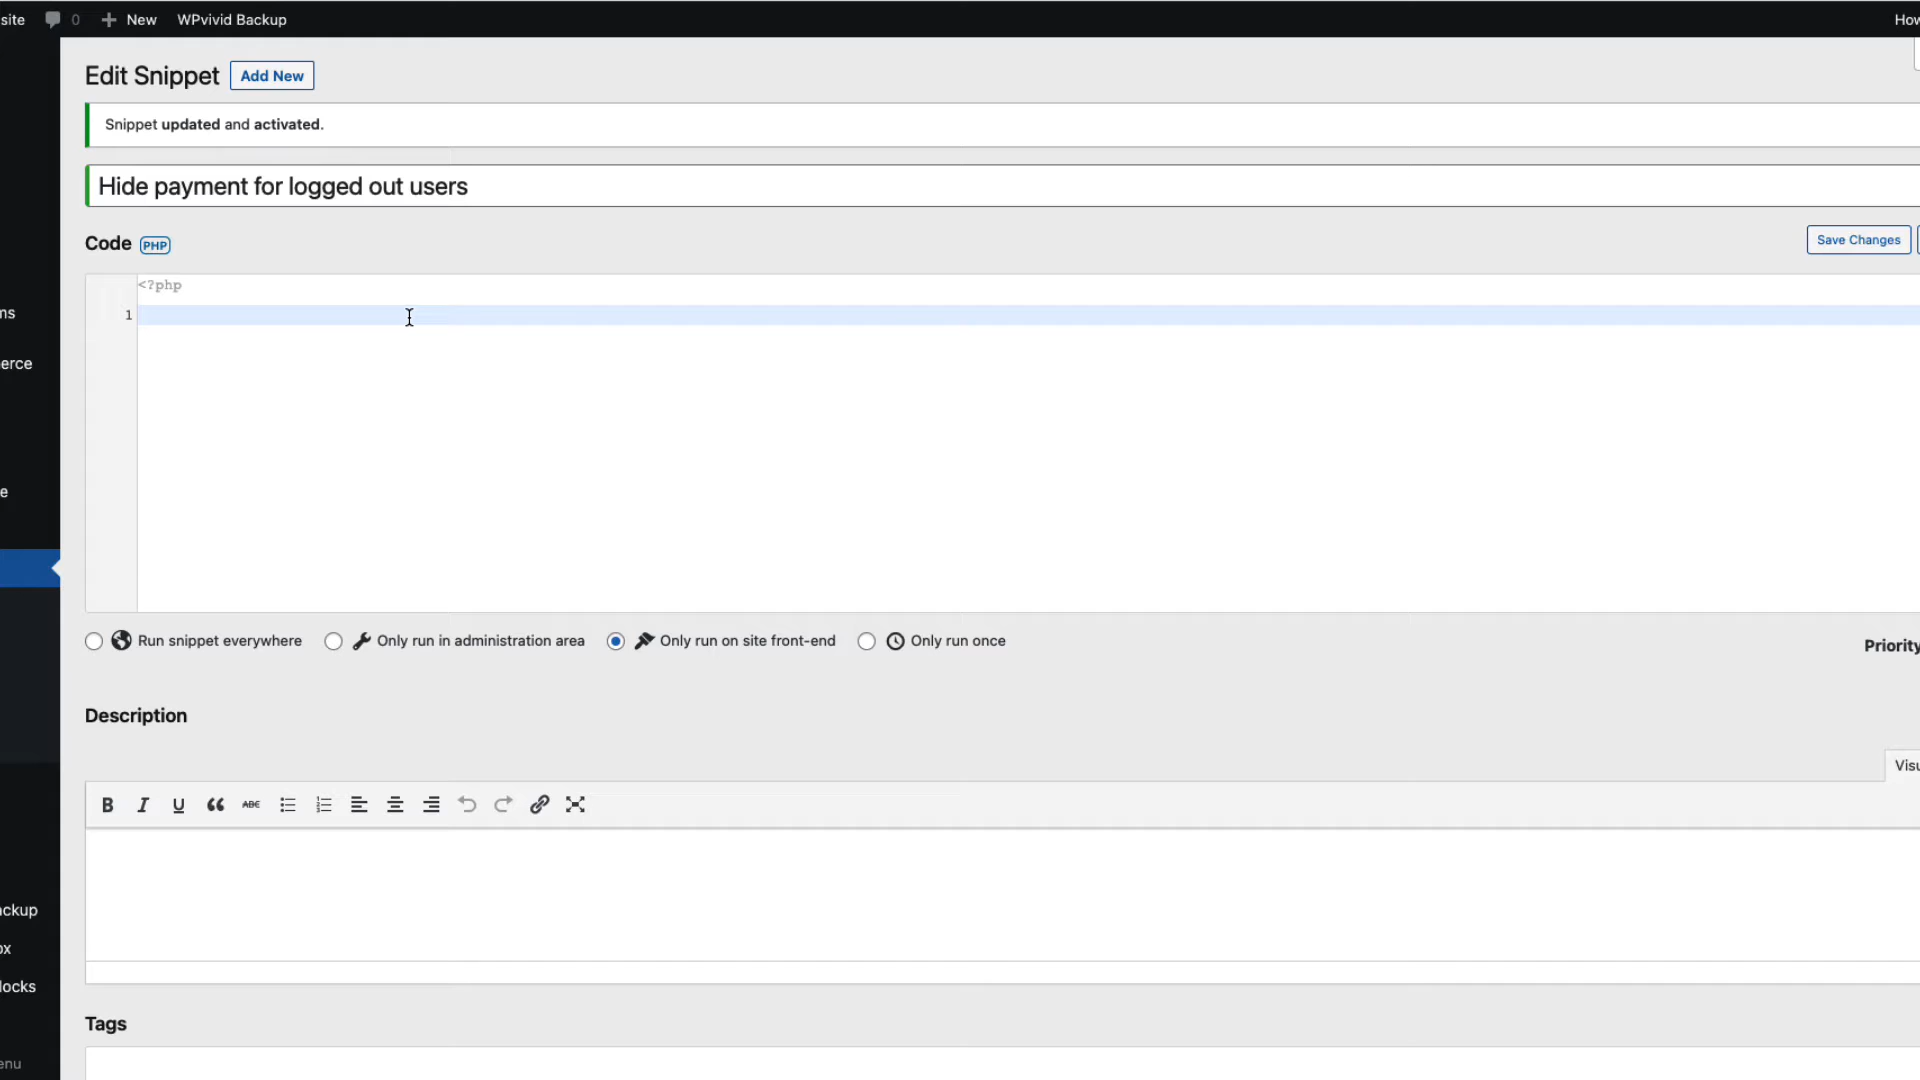 site 0 New WPvivid Backup How
Edit Snippet Add New
Snippet updated and activated.
Hide payment for logged out users
Code PHP Save Changes
<?php
1
ms
erce
e
Run snippet everywhere Only run in administration area Only run on site front-end Only run once
Priority
Description
Visu
B I U ABC
ackup
ox
locks
Tags
enu